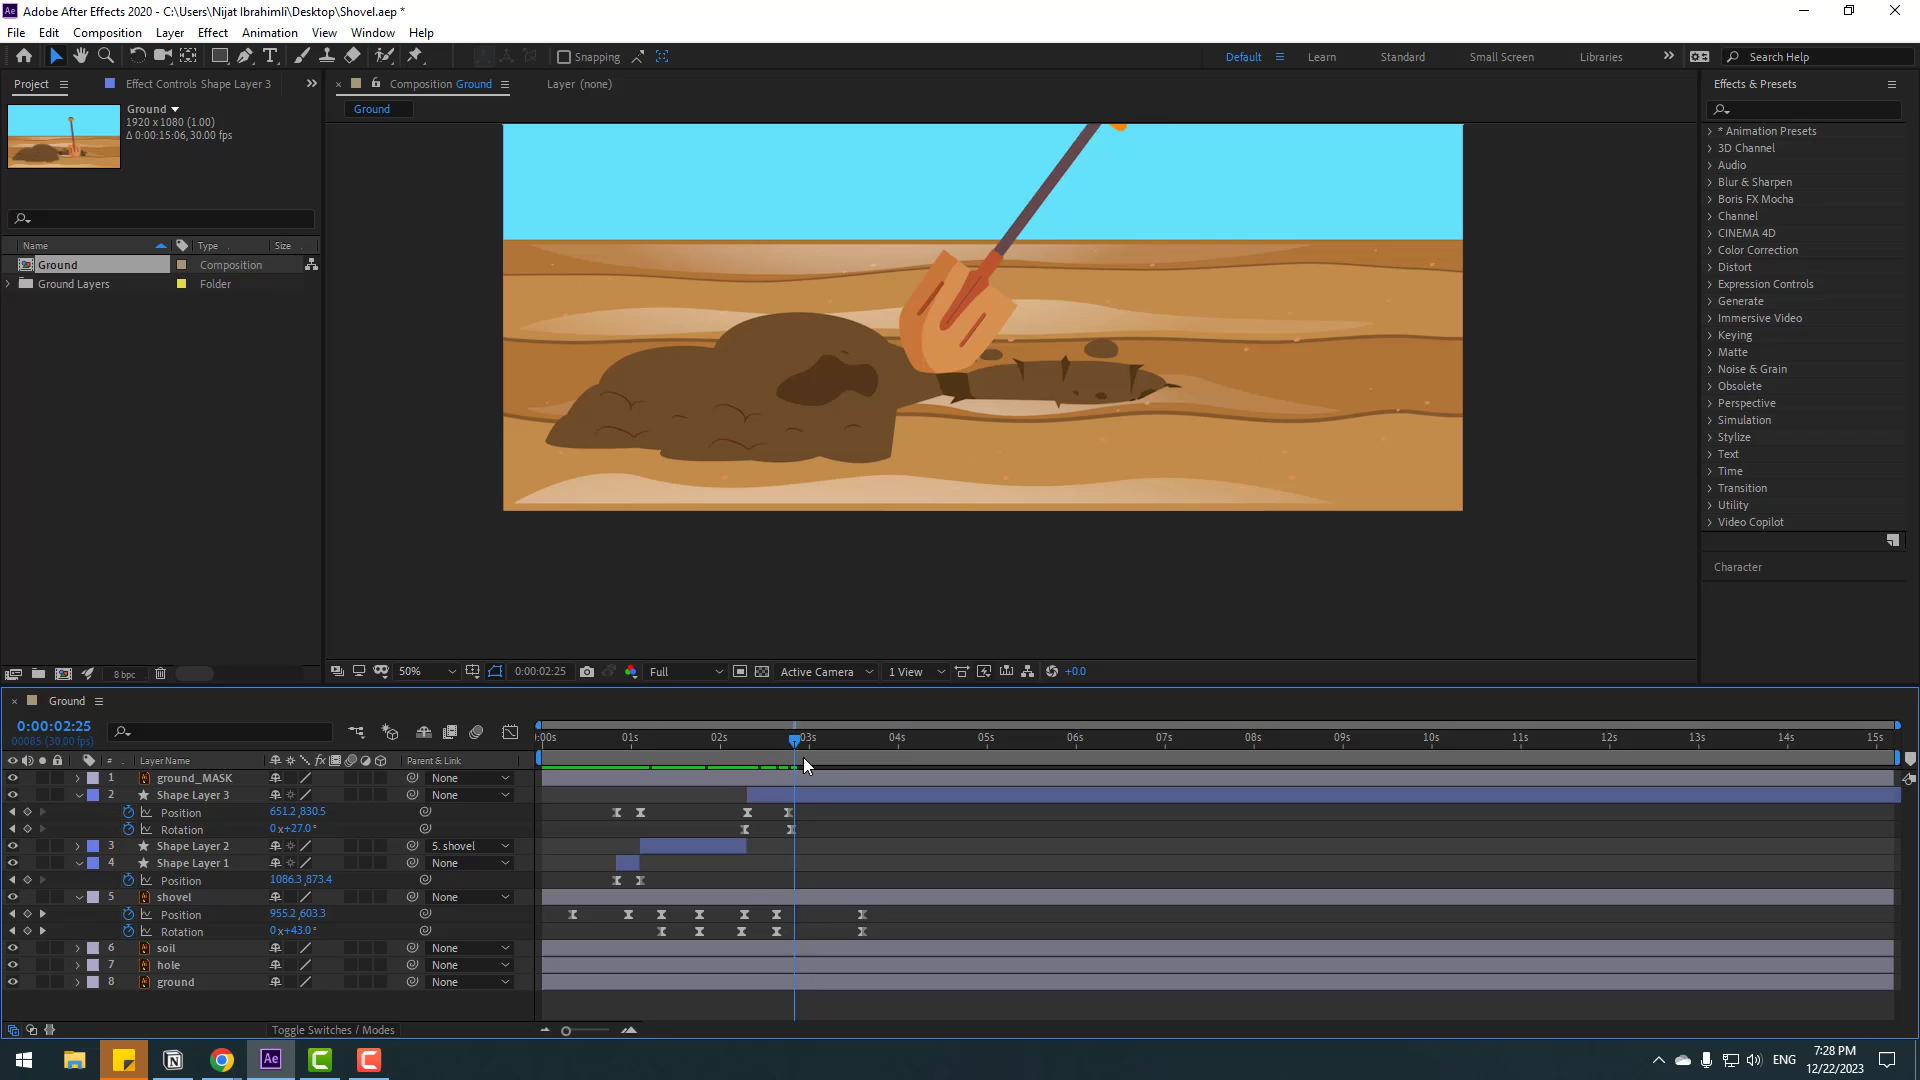 Adobe After Effects 2020 - C:\Users\Nijat Ibrahimli\Desktop\Shovel.aep *
File Edit Composition Layer Effect Animation View Window Help
Snapping Default Learn Standard Small Screen Libraries Search Help
Project Effect Controls Shape Layer 3 Composition Ground Layer (none) Effects & Presets
Ground
Ground
1920 x 1080 (1.00)
Δ 0:00:15:06, 30.00 fps
Name Type Size
Ground Composition
Ground Layers Folder
* Animation Presets
3D Channel
Audio
Blur & Sharpen
Boris FX Mocha
Channel
CINEMA 4D
Color Correction
Distort
Expression Controls
Generate
Immersive Video
Keying
Matte
Noise & Grain
Obsolete
Perspective
Simulation
Stylize
Text
Time
Transition
Utility
Video Copilot
Character
8 bpc 50% 0:00:02:25 Full Active Camera 1 View +0.0
Ground
0:00:02:25
00085 (30.00 fps)
:00s 01s 02s 03s 04s 05s 06s 07s 08s 09s 10s 11s 12s 13s 14s 15s
# Layer Name fx Parent & Link
1 ground_MASK None
2 Shape Layer 3 None
Position 651.2,830.5
Rotation 0x+27.0°
3 Shape Layer 2 5. shovel
4 Shape Layer 1 None
Position 1086.3,873.4
5 shovel None
Position 955.2,603.3
Rotation 0x+43.0°
6 soil None
7 hole None
8 ground None
Toggle Switches / Modes
Ae
ENG
7:28 PM
12/22/2023